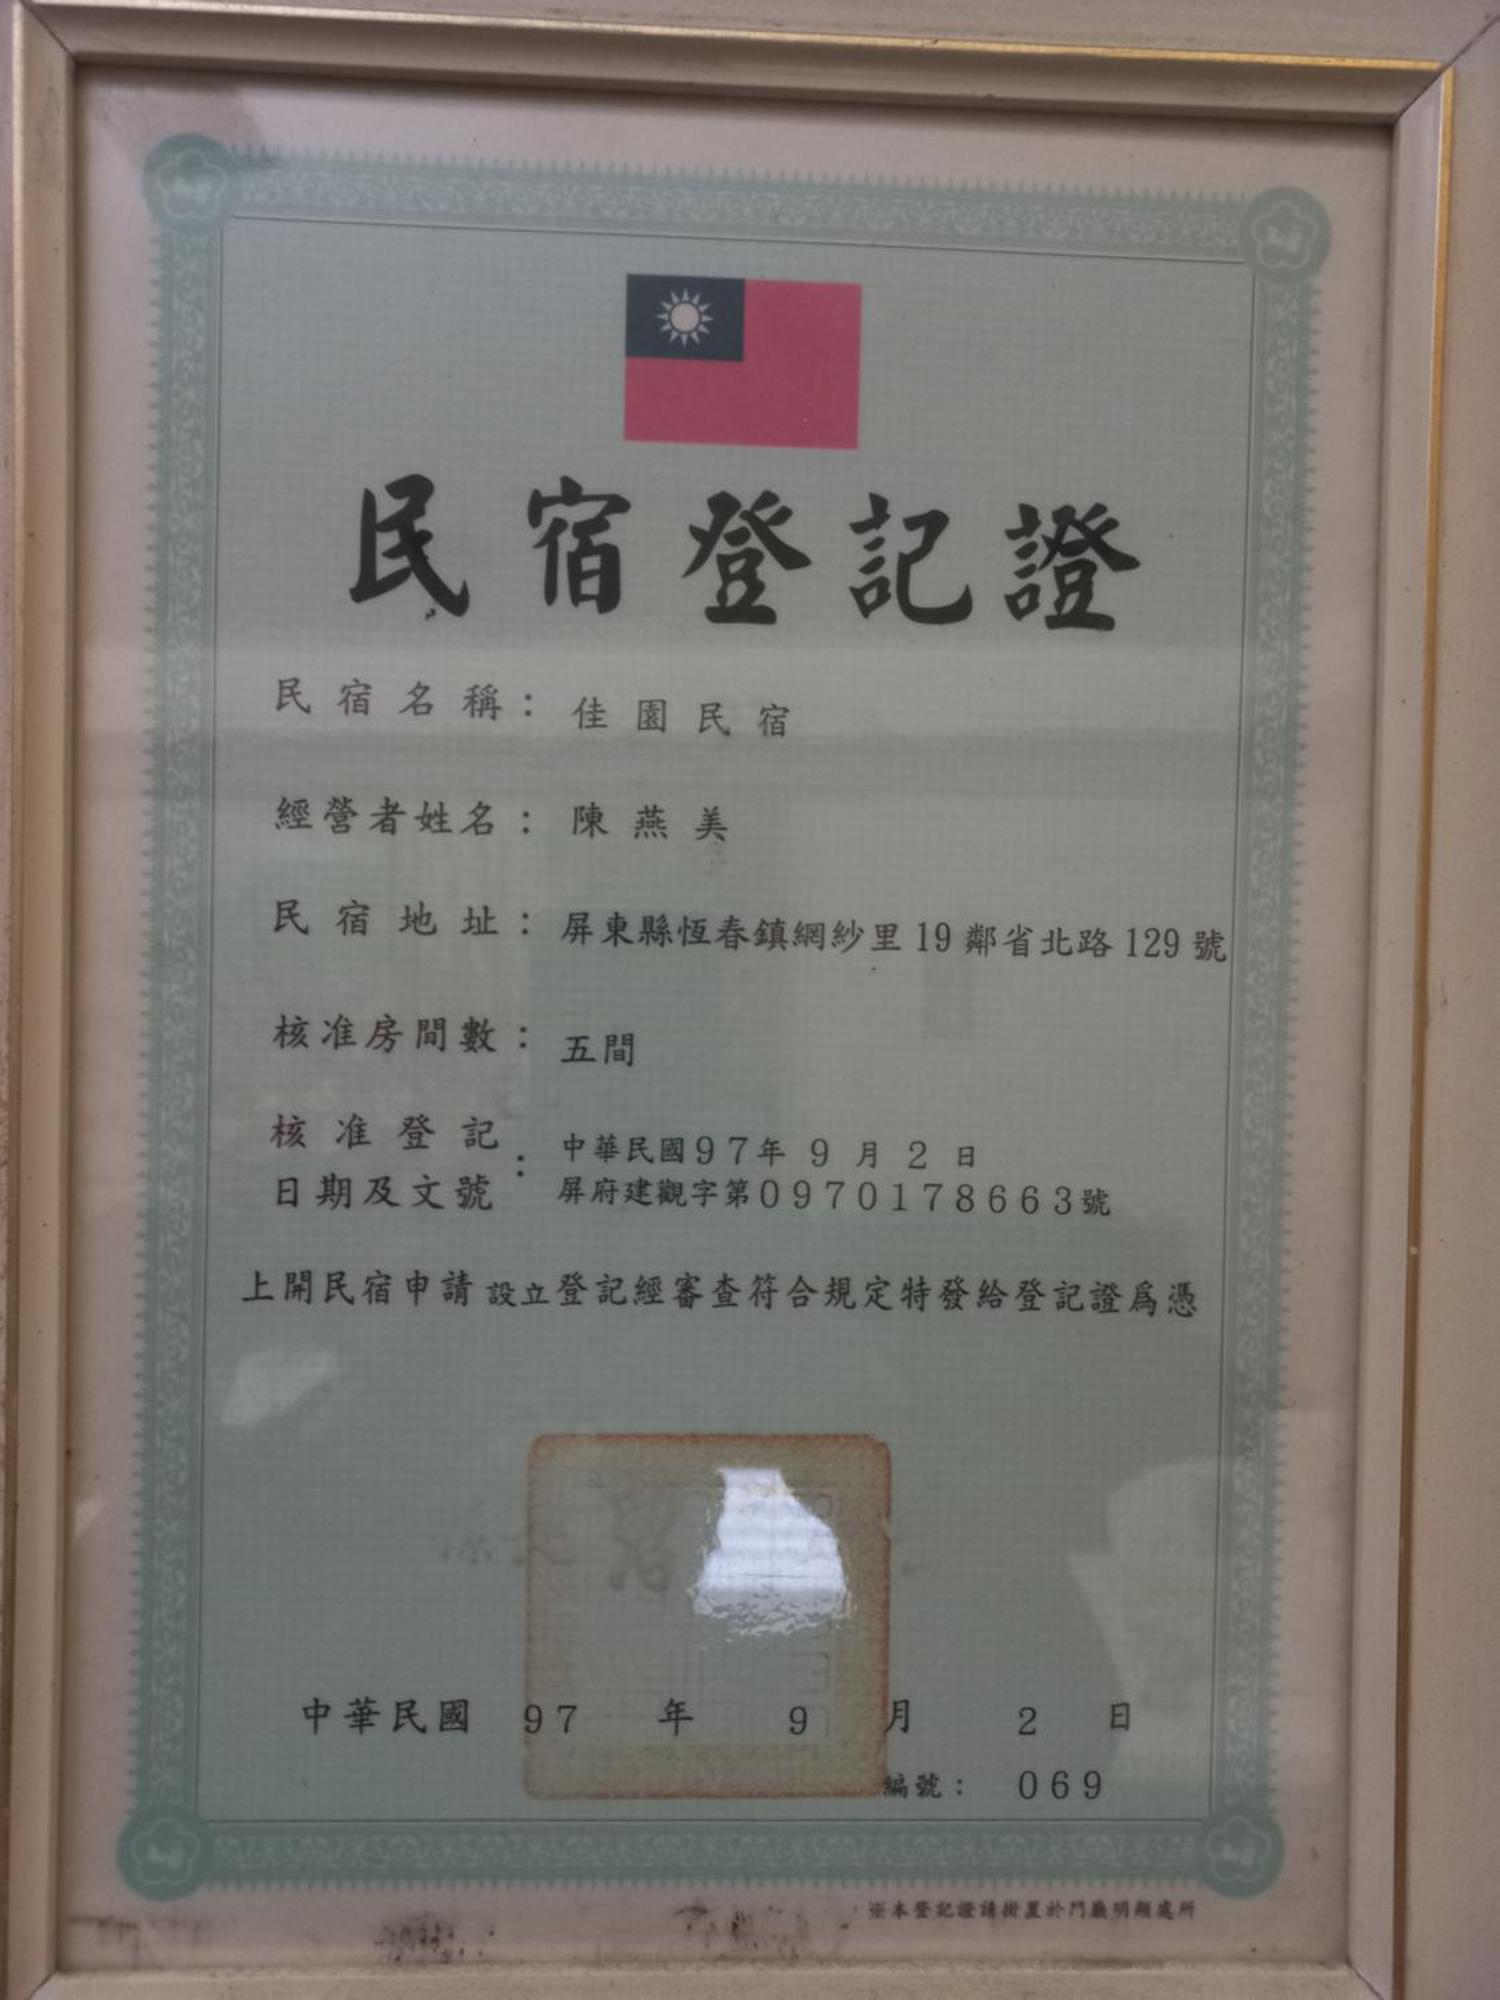 民宿登記證
民宿名稱：佳園民宿
經營者姓名：陳燕美
民宿地址：屏東縣恆春鎮網紗里19鄰省北路129號
核准房間數：五間
核准登記日期及文號：中華民國97年9月2日
屏府建觀字第0970178663號
上開民宿申請設立登記經審查符合規定特發給登記證爲憑
中華民國 97 年 9 月 2 日
編號： 069
※本登記證請掛置於門廳明顯處所